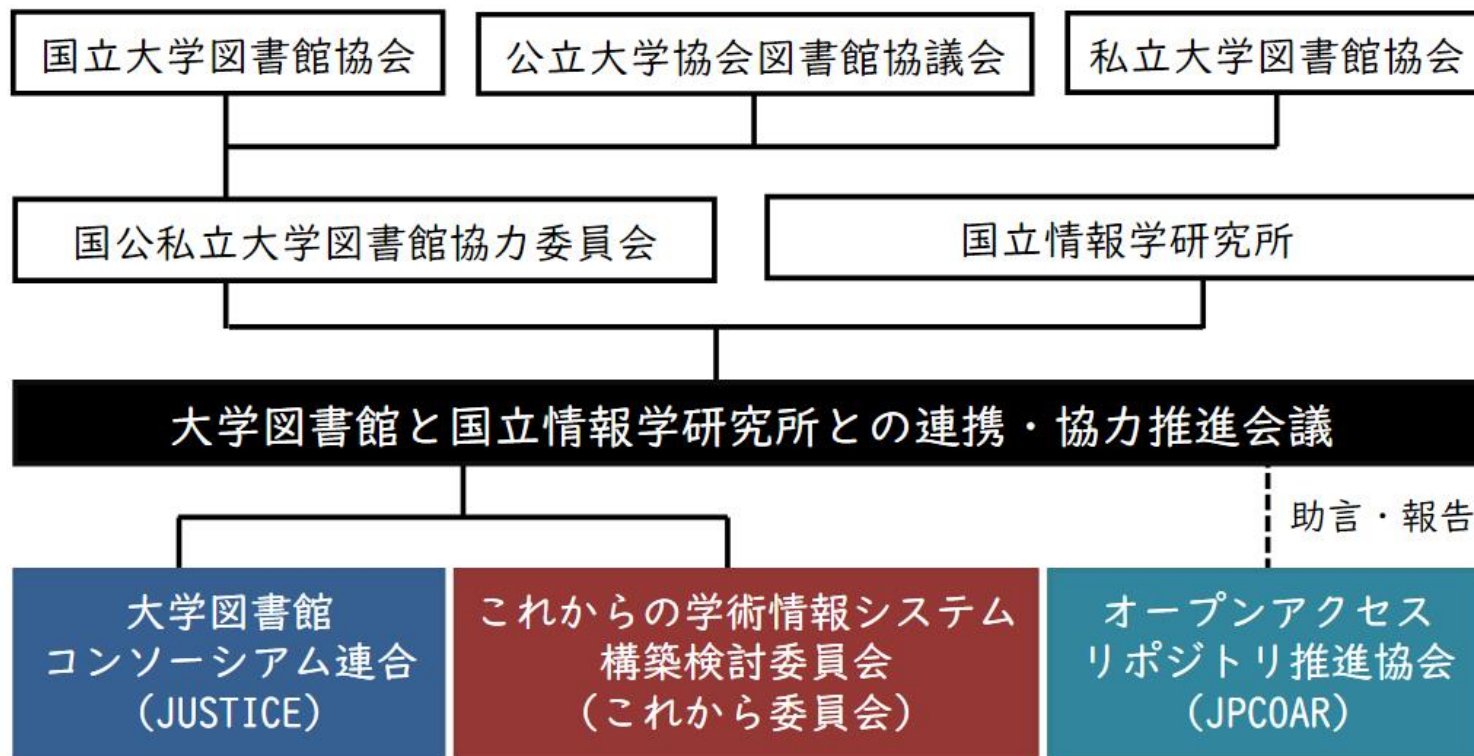 国立大学図書館協会
公立大学協会図書館協議会
私立大学図書館協会
国公私立大学図書館協力委員会
国立情報学研究所
大学図書館と国立情報学研究所との連携・協力推進会議
助言・報告
大学図書館
コンソーシアム連合
(JUSTICE)
これからの学術情報システム
構築検討委員会
(これから委員会)
オープンアクセス
リポジトリ推進協会
(JPCOAR)